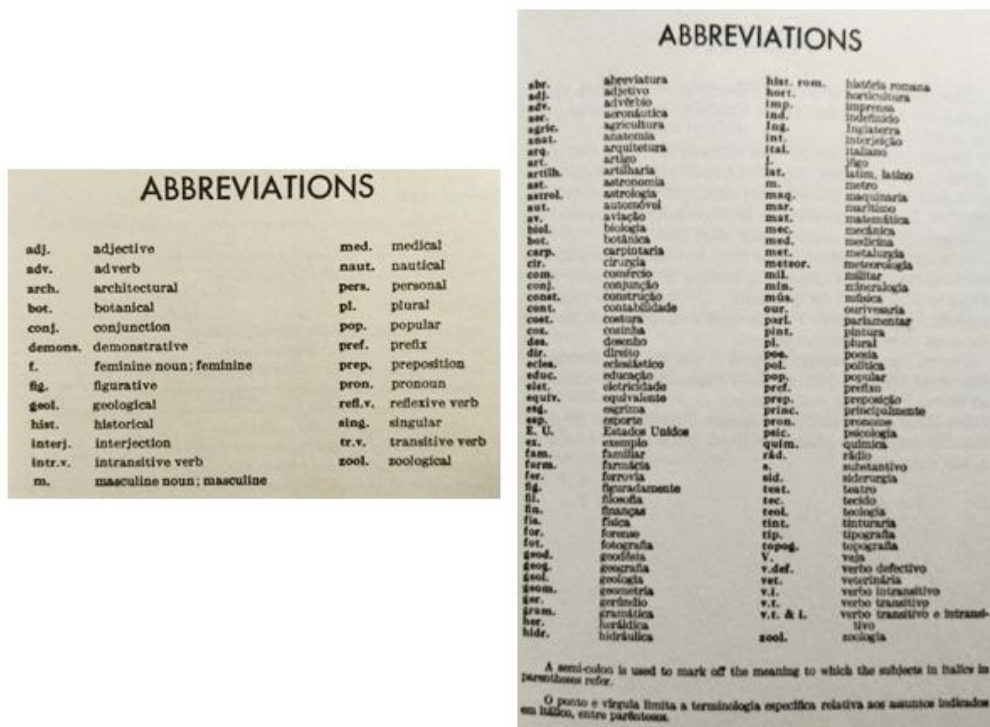 ABBREVIATIONS
adj. adjective
adv. adverb
arch. architectural
bot. botanical
conj. conjunction
demons. demonstrative
f. feminine noun; feminine
fig. figurative
geol. geological
hist. historical
interj. interjection
intr.v. intransitive verb
m. masculine noun; masculine
med. medical
naut. nautical
pers. personal
pl. plural
pop. popular
pref. prefix
prep. preposition
pron. pronoun
refl.v. reflexive verb
sing. singular
tr.v. transitive verb
zool. zoological
ABBREVIATIONS
abr. abreviatura
adj. adjetivo
adv. advérbio
aer. aeronáutica
agric. agricultura
anat. anatomia
arq. arquitetura
art. artigo
artilh. artilharia
ast. astronomia
astrol. astrologia
aut. automóvel
av. aviação
biol. biologia
bot. botânica
carp. carpintaria
cir. cirurgia
com. comércio
conj. conjunção
const. construção
cont. contabilidade
cost. costura
coz. cozinha
des. desenho
dir. direito
ecles. eclesiástico
educ. educação
elet. eletricidade
equiv. equivalente
esg. esgrima
esp. esporte
E. U. Estados Unidos
ex. exemplo
fam. familiar
farm. farmácia
fer. ferrovia
fig. figuradamente
fil. filosofia
fin. finanças
fís. física
for. forense
fot. fotografia
geod. geodésia
geog. geografia
geol. geologia
geom. geometria
ger. gerúndio
gram. gramática
her. heráldica
hidr. hidráulica
hist. rom. história romana
hort. horticultura
imp. imprensa
ind. indefinido
Ing. Inglaterra
int. interjeição
ital. italiano
j. jôgo
lat. latim, latino
m. metro
maq. maquinaria
mar. marítimo
mat. matemática
mec. mecânica
med. medicina
met. metalurgia
meteor. meteorologia
mil. militar
min. mineralogia
mús. música
our. ourivesaria
parl. parlamentar
pint. pintura
pl. plural
poe. poesia
pol. política
pop. popular
pref. prefixo
prep. preposição
princ. principalmente
pron. pronome
psic. psicologia
quím. química
rád. rádio
s. substantivo
sid. siderurgia
teat. teatro
tec. tecido
teol. teologia
tint. tinturaria
tip. tipografia
topog. topografia
V. veja
v.def. verbo defectivo
vet. veterinária
v.i. verbo intransitivo
v.t. verbo transitivo
v.t. & i. verbo transitivo e intransi-
tivo
zool. zoologia
A semi-colon is used to mark off the meaning to which the subjects in italics in
parentheses refer.
O ponto e vírgula limita a terminologia específica relativa aos assuntos indicados
em itálico, entre parênteses.